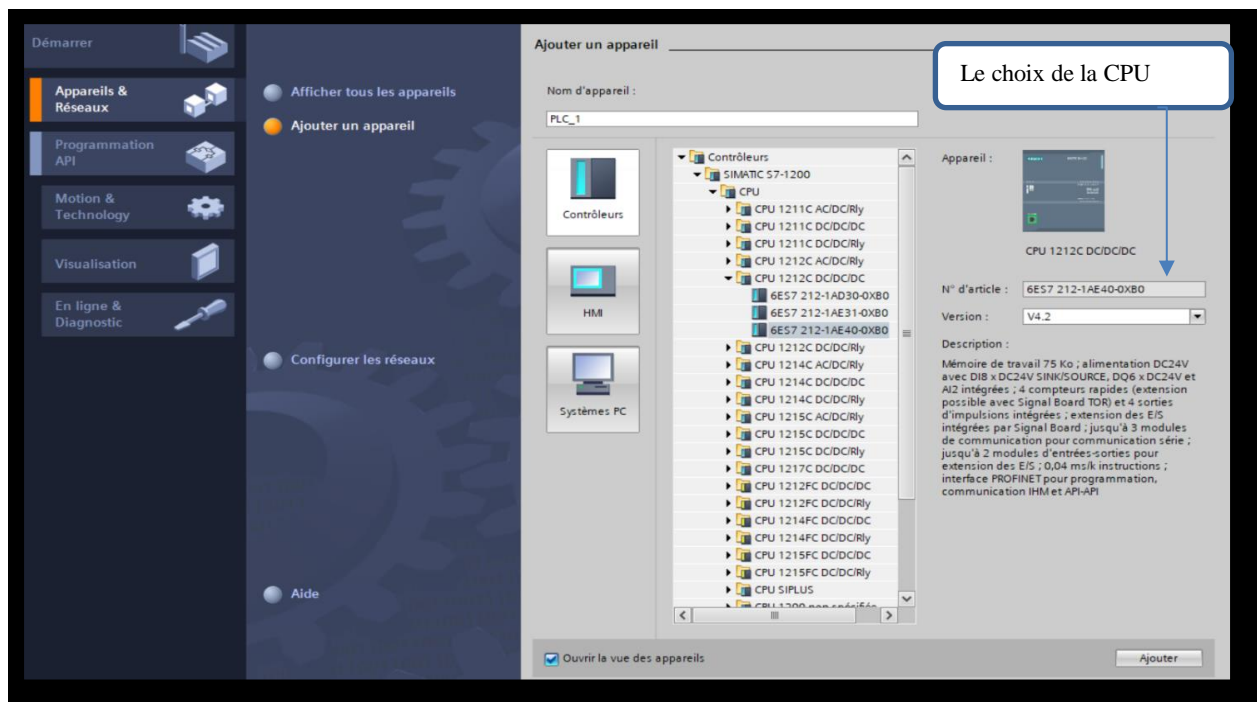 Démarrer
Appareils &
Réseaux
Programmation
API
Motion &
Technology
Visualisation
En ligne &
Diagnostic
Afficher tous les appareils
Ajouter un appareil
Configurer les réseaux
Aide
Ajouter un appareil
Le choix de la CPU
Nom d'appareil :
PLC_1
Contrôleurs
HMI
Systèmes PC
Contrôleurs
SIMATIC S7-1200
CPU
CPU 1211C AC/DC/Rly
CPU 1211C DC/DC/DC
CPU 1211C DC/DC/Rly
CPU 1212C AC/DC/Rly
CPU 1212C DC/DC/DC
6ES7 212-1AD30-0XB0
6ES7 212-1AE31-0XB0
6ES7 212-1AE40-0XB0
CPU 1212C DC/DC/Rly
CPU 1214C AC/DC/Rly
CPU 1214C DC/DC/DC
CPU 1214C DC/DC/Rly
CPU 1215C AC/DC/Rly
CPU 1215C DC/DC/DC
CPU 1215C DC/DC/Rly
CPU 1217C DC/DC/DC
CPU 1212FC DC/DC/DC
CPU 1212FC DC/DC/Rly
CPU 1214FC DC/DC/DC
CPU 1214FC DC/DC/Rly
CPU 1215FC DC/DC/DC
CPU 1215FC DC/DC/Rly
CPU SIPLUS
CPU 1200 non spécifiée
Appareil :
CPU 1212C DC/DC/DC
N° d'article :
6ES7 212-1AE40-0XB0
Version :
V4.2
Description :
Mémoire de travail 75 Ko ; alimentation DC24V
avec DI8 x DC24V SINK/SOURCE, DQ6 x DC24V et
AI2 intégrées ; 4 compteurs rapides (extension
possible avec Signal Board TOR) et 4 sorties
d'impulsions intégrées ; extension des E/S
intégrées par Signal Board ; jusqu'à 3 modules
de communication pour communication série ;
jusqu'à 2 modules d'entrées-sorties pour
extension des E/S ; 0,04 ms/k instructions ;
interface PROFINET pour programmation,
communication IHM et API-API
Ouvrir la vue des appareils
Ajouter